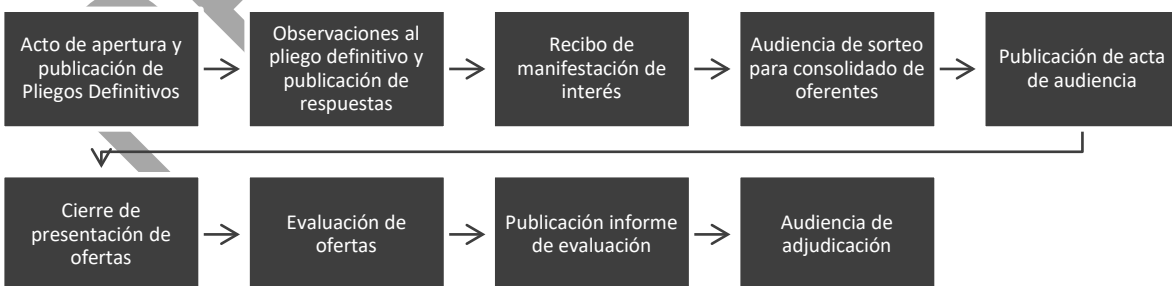 Acto de apertura y
publicación de
Pliegos Definitivos
Observaciones al
pliego definitivo y
publicación de
respuestas
Recibo de
manifestación de
interés
Audiencia de sorteo
para consolidado de
oferentes
Publicación de acta
de audiencia
Cierre de
presentación de
ofertas
Evaluación de
ofertas
Publicación informe
de evaluación
Audiencia de
adjudicación